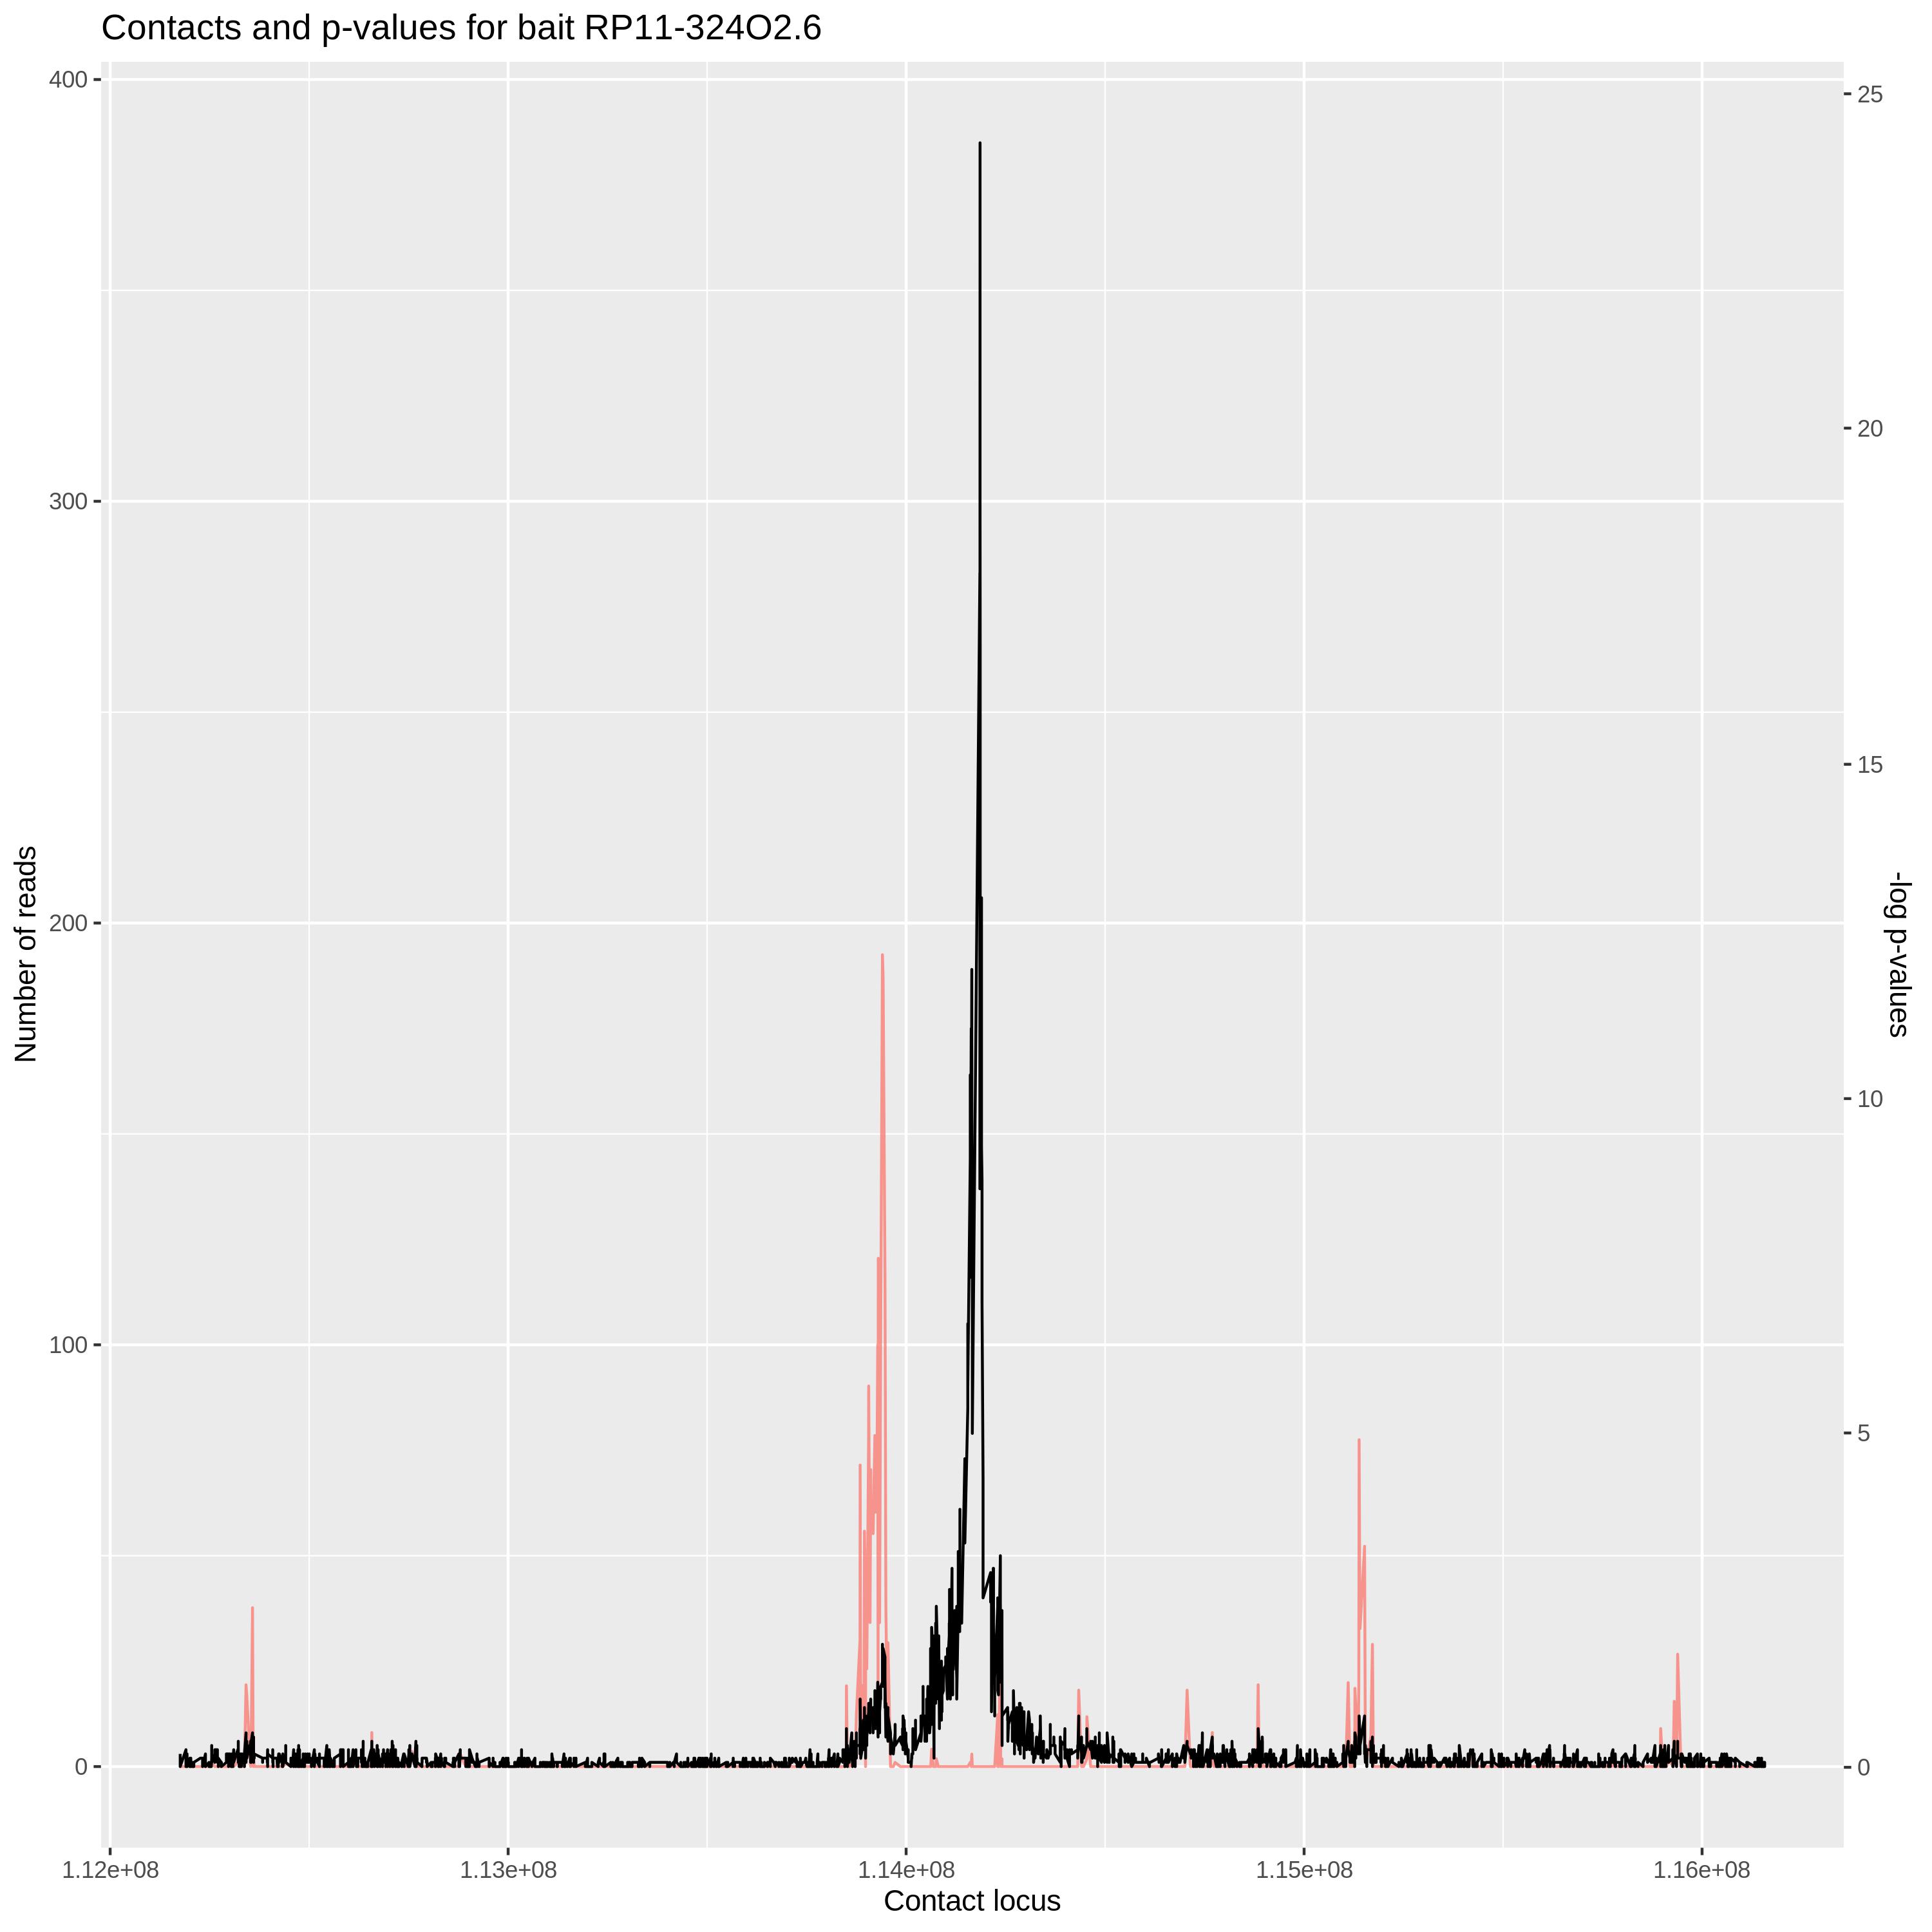 Contacts and p-values for bait RP11-324O2.6
400
300
200
100
0
Number of reads
25
20
15
10
5
0
-log p-values
1.12e+08
1.13e+08
1.14e+08
1.15e+08
1.16e+08
Contact locus